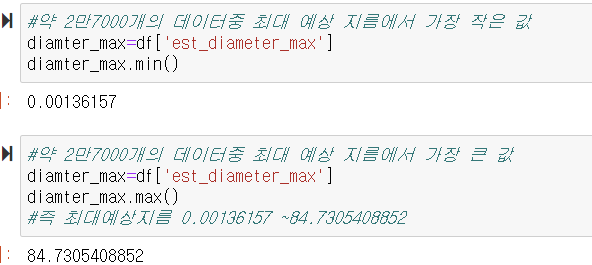 #약 2만7000개의 데이터중 최대 예상 지름에서 가장 작은 값
diamter_max=df['est_diameter_max']
diamter_max.min()
: 0.00136157
#약 2만7000개의 데이터중 최대 예상 지름에서 가장 큰 값
diamter_max=df['est_diameter_max']
diamter_max.max()
#즉 최대예상지름 0.00136157 ~84.7305408852
: 84.7305408852